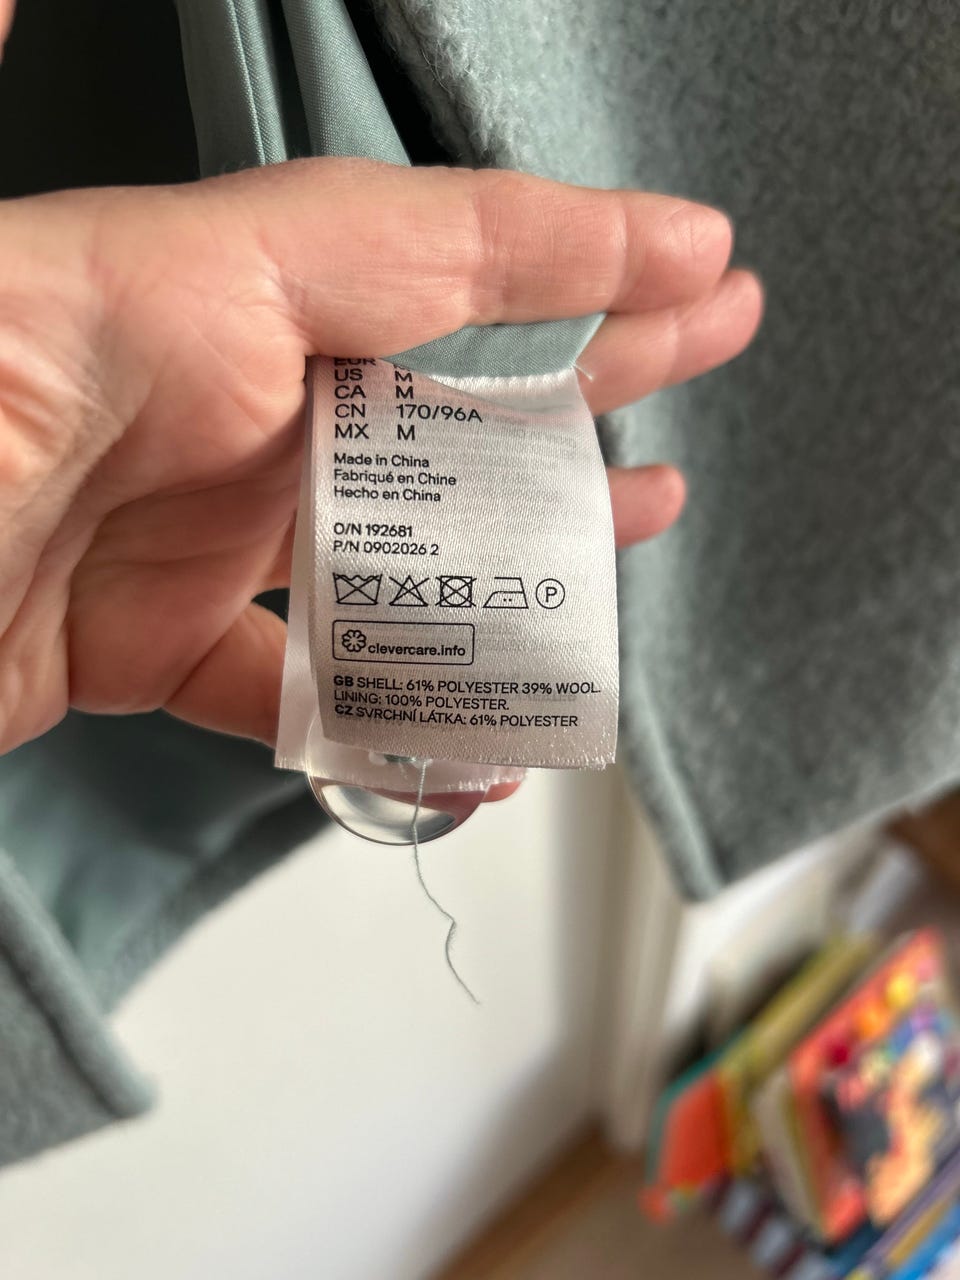 EUR
US M
CA M
CN 170/96A
MX M
Made in China
Fabriqué en Chine
Hecho en China
O/N 192681
P/N 0902026 2
P
clevercare.info
GB SHELL: 61% POLYESTER 39% WOOL.
LINING: 100% POLYESTER.
CZ SVRCHNÍ LÁTKA: 61% POLYESTER